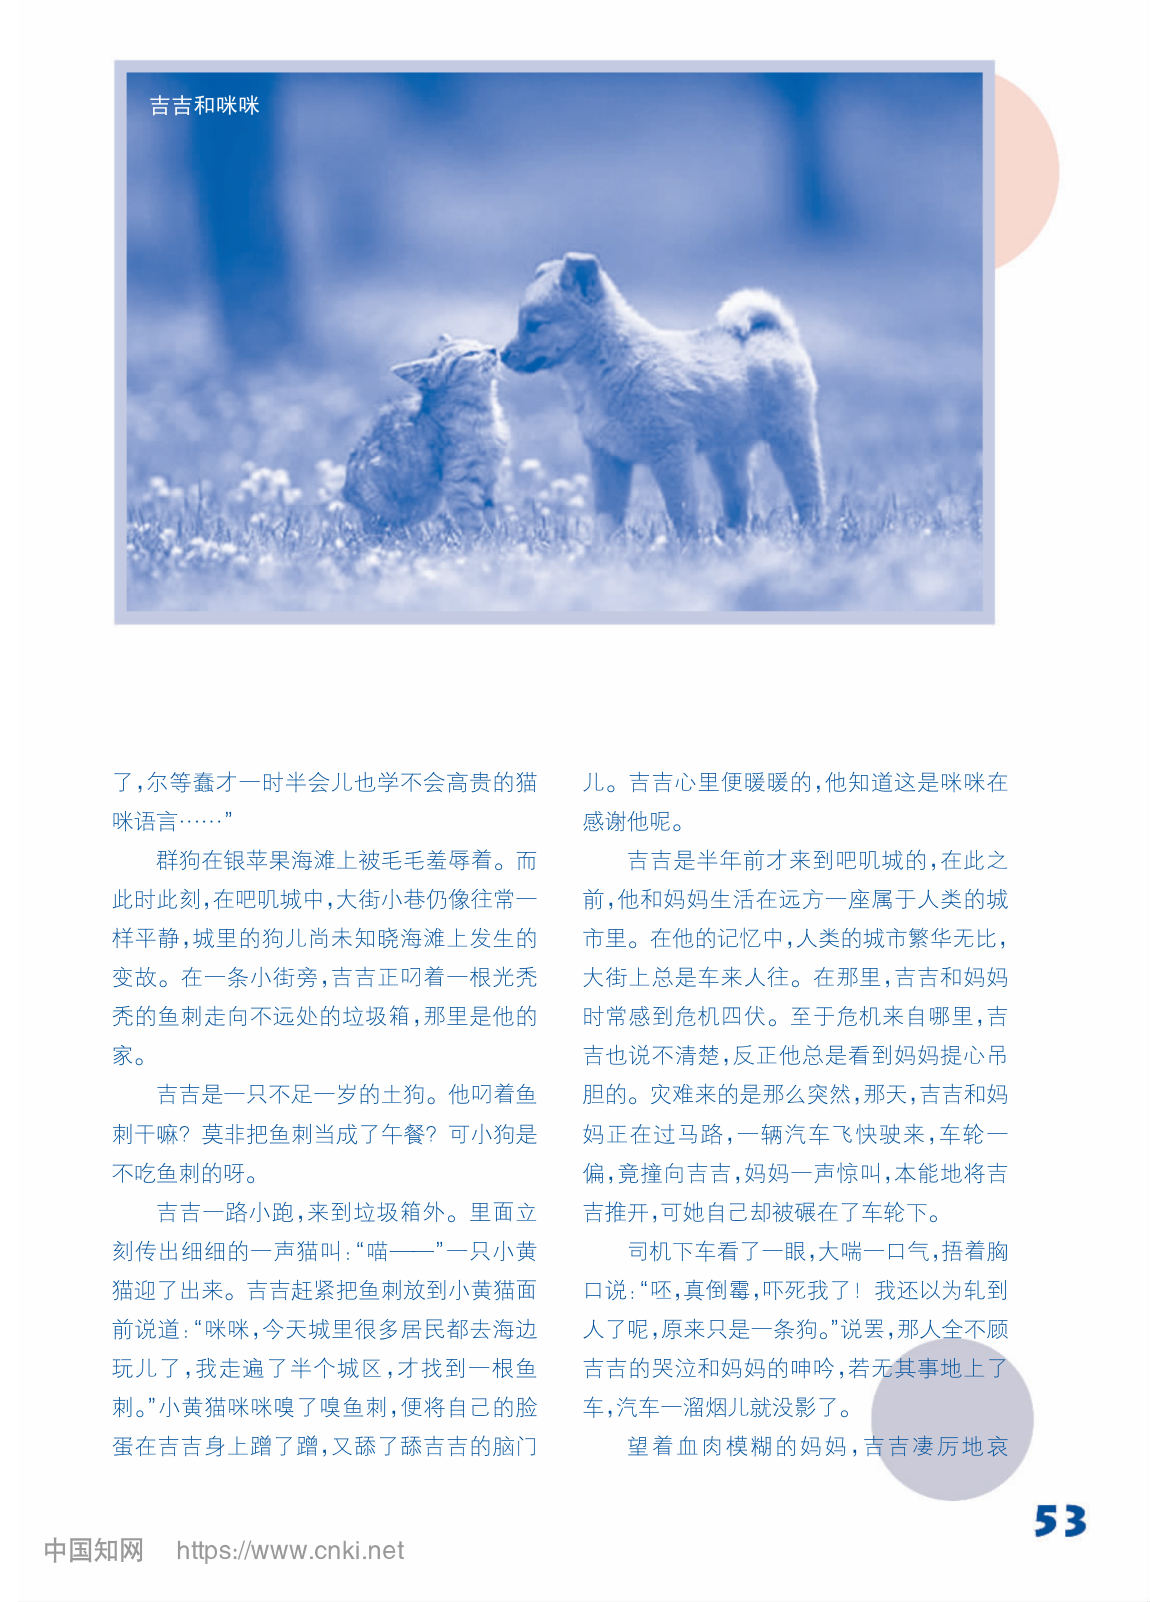 吉吉和咪咪
了,尔等蠢才一时半会儿也学不会高贵的猫
咪语言……”
群狗在银苹果海滩上被毛毛羞辱着。而
此时此刻,在吧叽城中,大街小巷仍像往常一
样平静,城里的狗儿尚未知晓海滩上发生的
变故。在一条小街旁,吉吉正叼着一根光秃
秃的鱼刺走向不远处的垃圾箱,那里是他的
家。
吉吉是一只不足一岁的土狗。他叼着鱼
刺干嘛?莫非把鱼刺当成了午餐?可小狗是
不吃鱼刺的呀。
吉吉一路小跑,来到垃圾箱外。里面立
刻传出细细的一声猫叫:“喵——”一只小黄
猫迎了出来。吉吉赶紧把鱼刺放到小黄猫面
前说道:“咪咪,今天城里很多居民都去海边
玩儿了,我走遍了半个城区,才找到一根鱼
刺。”小黄猫咪咪嗅了嗅鱼刺,便将自己的脸
蛋在吉吉身上蹭了蹭,又舔了舔吉吉的脑门
儿。吉吉心里便暖暖的,他知道这是咪咪在
感谢他呢。
吉吉是半年前才来到吧叽城的,在此之
前,他和妈妈生活在远方一座属于人类的城
市里。在他的记忆中,人类的城市繁华无比,
大街上总是车来人往。在那里,吉吉和妈妈
时常感到危机四伏。至于危机来自哪里,吉
吉也说不清楚,反正他总是看到妈妈提心吊
胆的。灾难来的是那么突然,那天,吉吉和妈
妈正在过马路,一辆汽车飞快驶来,车轮一
偏,竟撞向吉吉,妈妈一声惊叫,本能地将吉
吉推开,可她自己却被碾在了车轮下。
司机下车看了一眼,大喘一口气,捂着胸
口说:“呸,真倒霉,吓死我了!我还以为轧到
人了呢,原来只是一条狗。”说罢,那人全不顾
吉吉的哭泣和妈妈的呻吟,若无其事地上了
车,汽车一溜烟儿就没影了。
望着血肉模糊的妈妈,吉吉凄厉地哀
53
中国知网 https://www.cnki.net